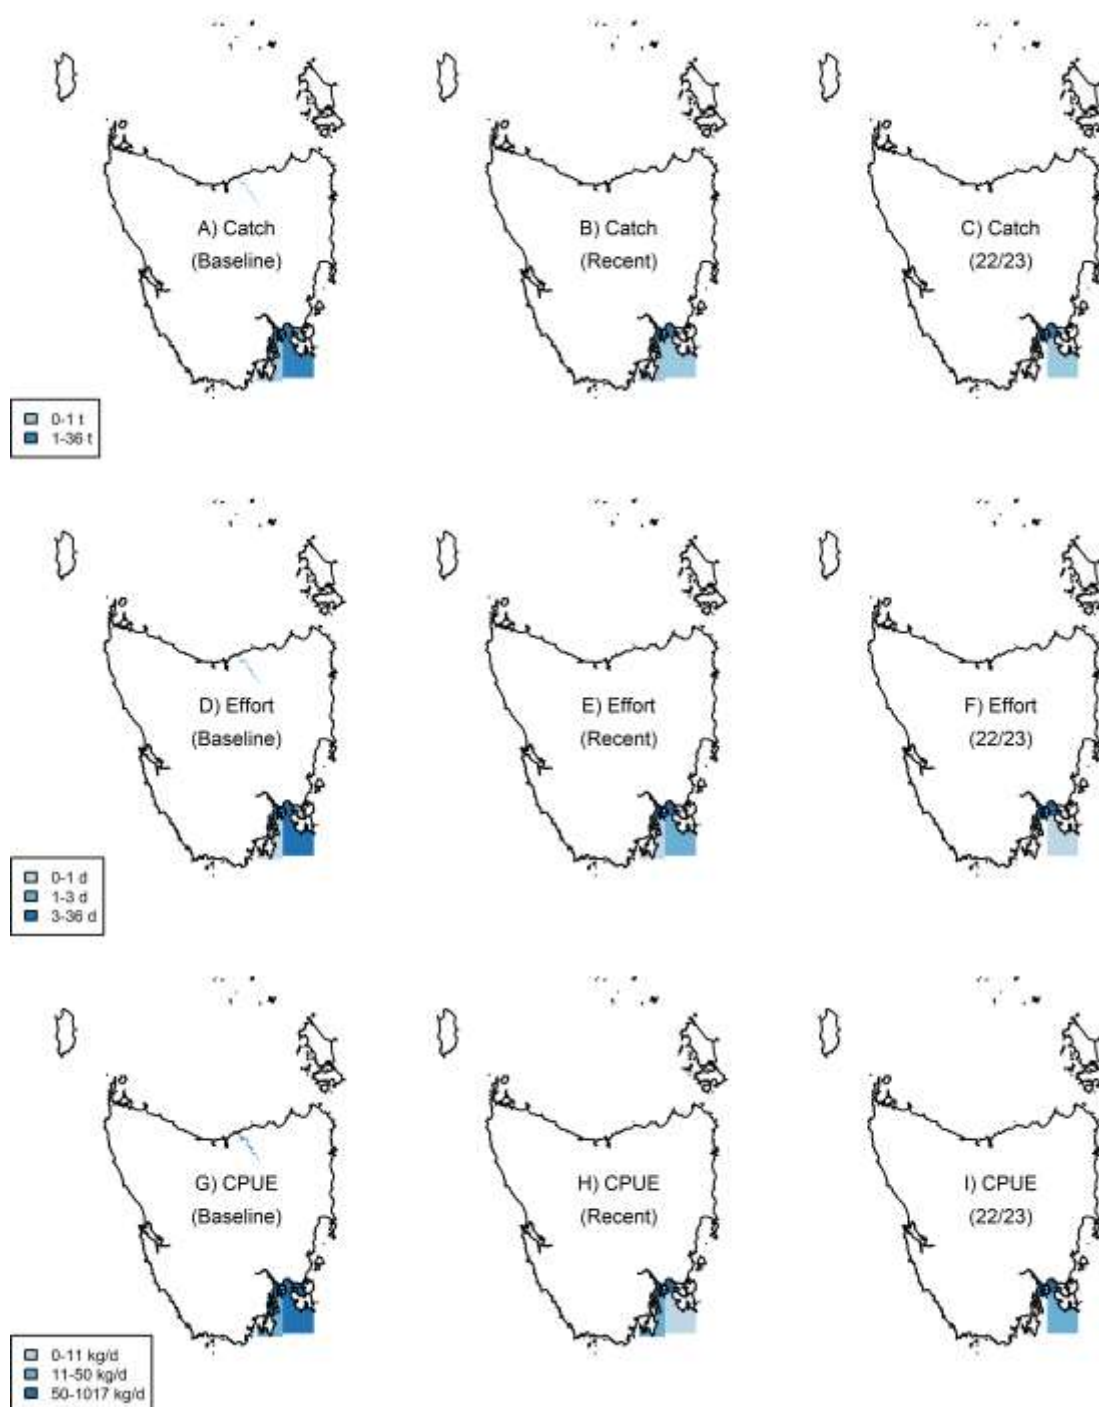 A) Catch
(Baseline)
B) Catch
(Recent)
C) Catch
(22/23)
0-1 t
1-36 t
D) Effort
(Baseline)
E) Effort
(Recent)
F) Effort
(22/23)
0-1 d
1-3 d
3-36 d
G) CPUE
(Baseline)
H) CPUE
(Recent)
I) CPUE
(22/23)
0-11 kg/d
11-50 kg/d
50-1017 kg/d